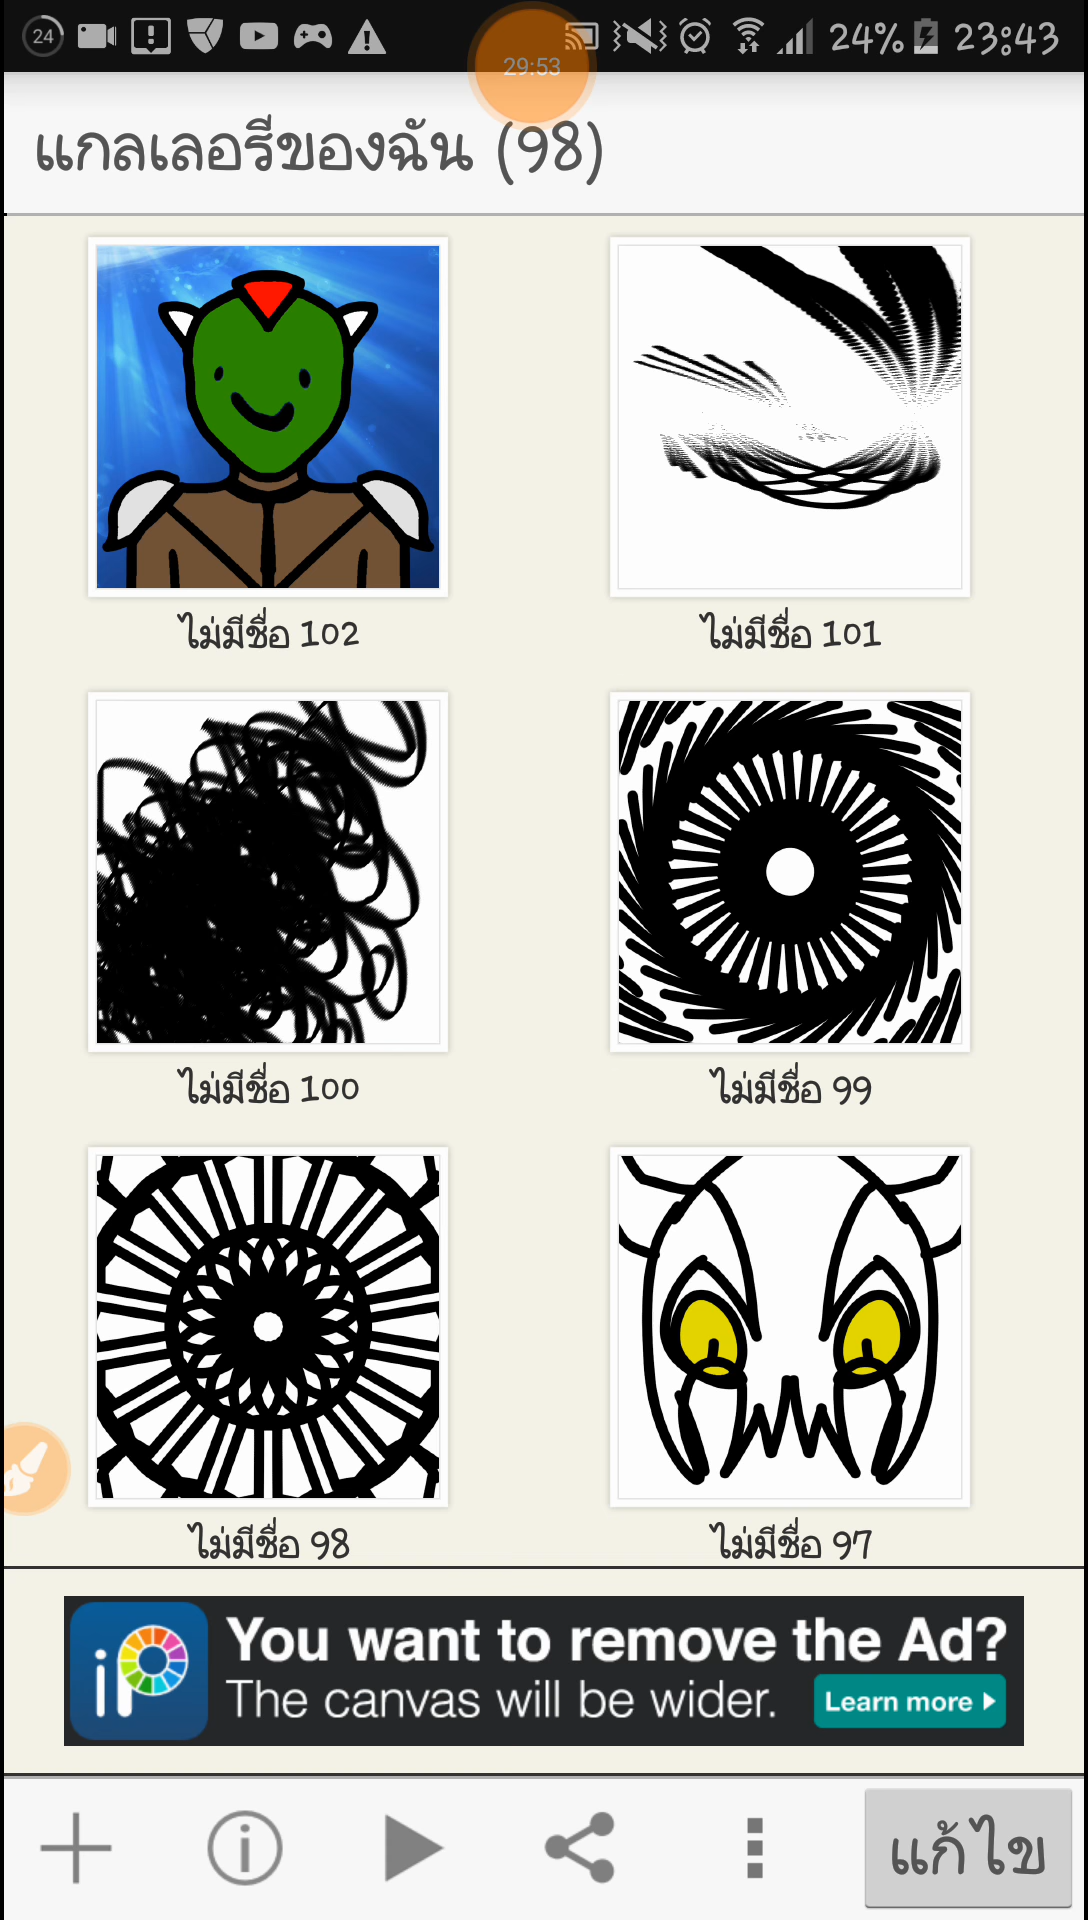 24
24%
23:43
29:53
แกลเลอรีของฉัน (98)
ไม่มีชื่อ 102
ไม่มีชื่อ 101
ไม่มีชื่อ 100
ไม่มีชื่อ 99
ไม่มีชื่อ 98
ไม่มีชื่อ 97
iP
You want to remove the Ad?
The canvas will be wider.
Learn more
แก้ไข